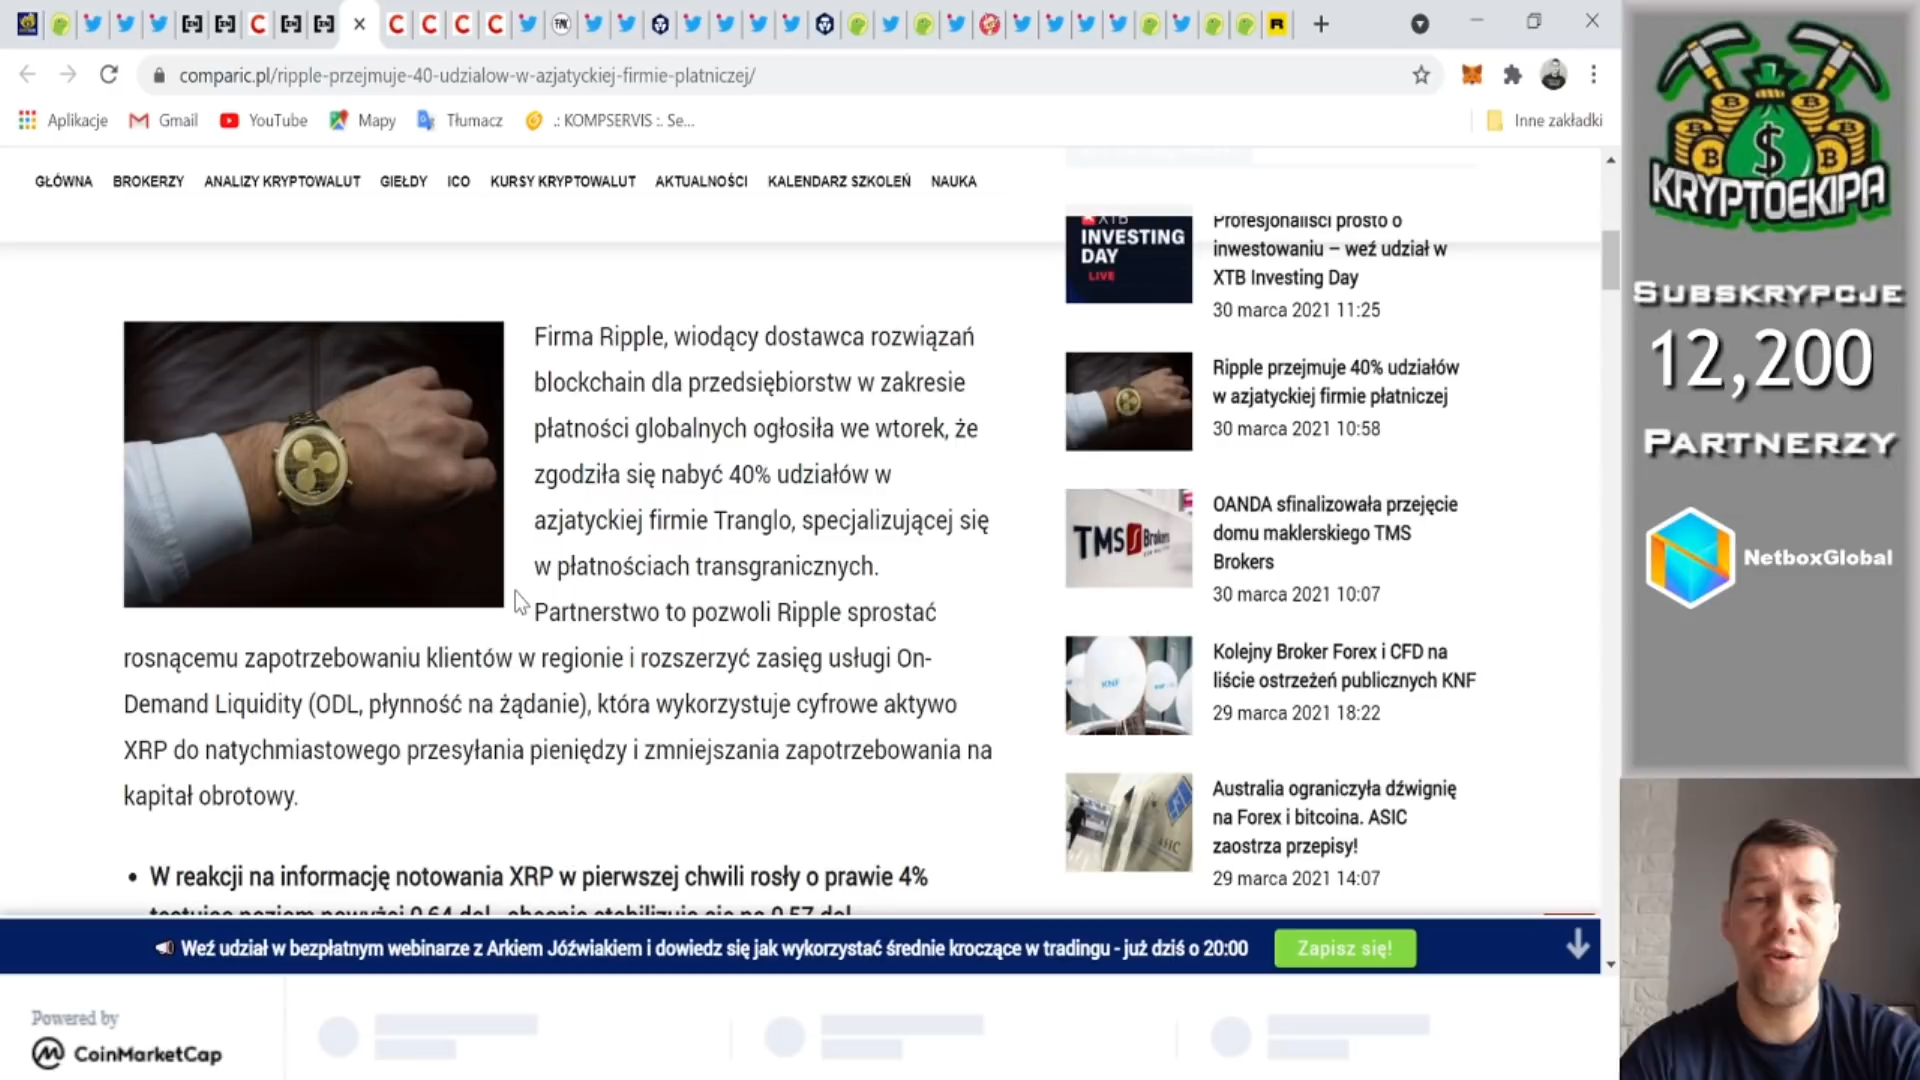 comparic.pl/ripple-przejmuje-40-udzialow-w-azjatyckiej-firmie-platniczej/
Aplikacje
Gmail
YouTube
Mapy
Tłumacz
.: KOMPSERVIS :. Se...
Inne zakładki
GŁÓWNA
BROKERZY
ANALIZY KRYPTOWALUT
GIEŁDY
ICO
KURSY KRYPTOWALUT
AKTUALNOŚCI
KALENDARZ SZKOLEŃ
NAUKA
Firma Ripple, wiodący dostawca rozwiązań
blockchain dla przedsiębiorstw w zakresie
płatności globalnych ogłosiła we wtorek, że
zgodziła się nabyć 40% udziałów w
azjatyckiej firmie Tranglo, specjalizującej się
w płatnościach transgranicznych.
Partnerstwo to pozwoli Ripple sprostać
rosnącemu zapotrzebowaniu klientów w regionie i rozszerzyć zasięg usługi On-
Demand Liquidity (ODL, płynność na żądanie), która wykorzystuje cyfrowe aktywo
XRP do natychmiastowego przesyłania pieniędzy i zmniejszania zapotrzebowania na
kapitał obrotowy.
• W reakcji na informację notowania XRP w pierwszej chwili rosły o prawie 4%
XTB
INVESTING
DAY
LIVE
Profesjonaliści prosto o
inwestowaniu – weź udział w
XTB Investing Day
30 marca 2021 11:25
Ripple przejmuje 40% udziałów
w azjatyckiej firmie płatniczej
30 marca 2021 10:58
TMS Brokers
OANDA sfinalizowała przejęcie
domu maklerskiego TMS
Brokers
30 marca 2021 10:07
KNF
Kolejny Broker Forex i CFD na
liście ostrzeżeń publicznych KNF
29 marca 2021 18:22
ASIC
Australia ograniczyła dźwignię
na Forex i bitcoina. ASIC
zaostrza przepisy!
29 marca 2021 14:07
Weź udział w bezpłatnym webinarze z Arkiem Jóźwiakiem i dowiedz się jak wykorzystać średnie kroczące w tradingu - już dziś o 20:00
Zapisz się!
Powered by
CoinMarketCap
KRYPTOEKIPA
SUBSKRYPCJE
12,200
PARTNERZY
NetboxGlobal